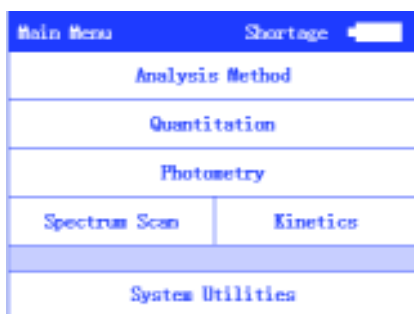 Main Menu Shortage
Analysis Method
Quantitation
Photometry
Spectrum Scan Kinetics
System Utilities